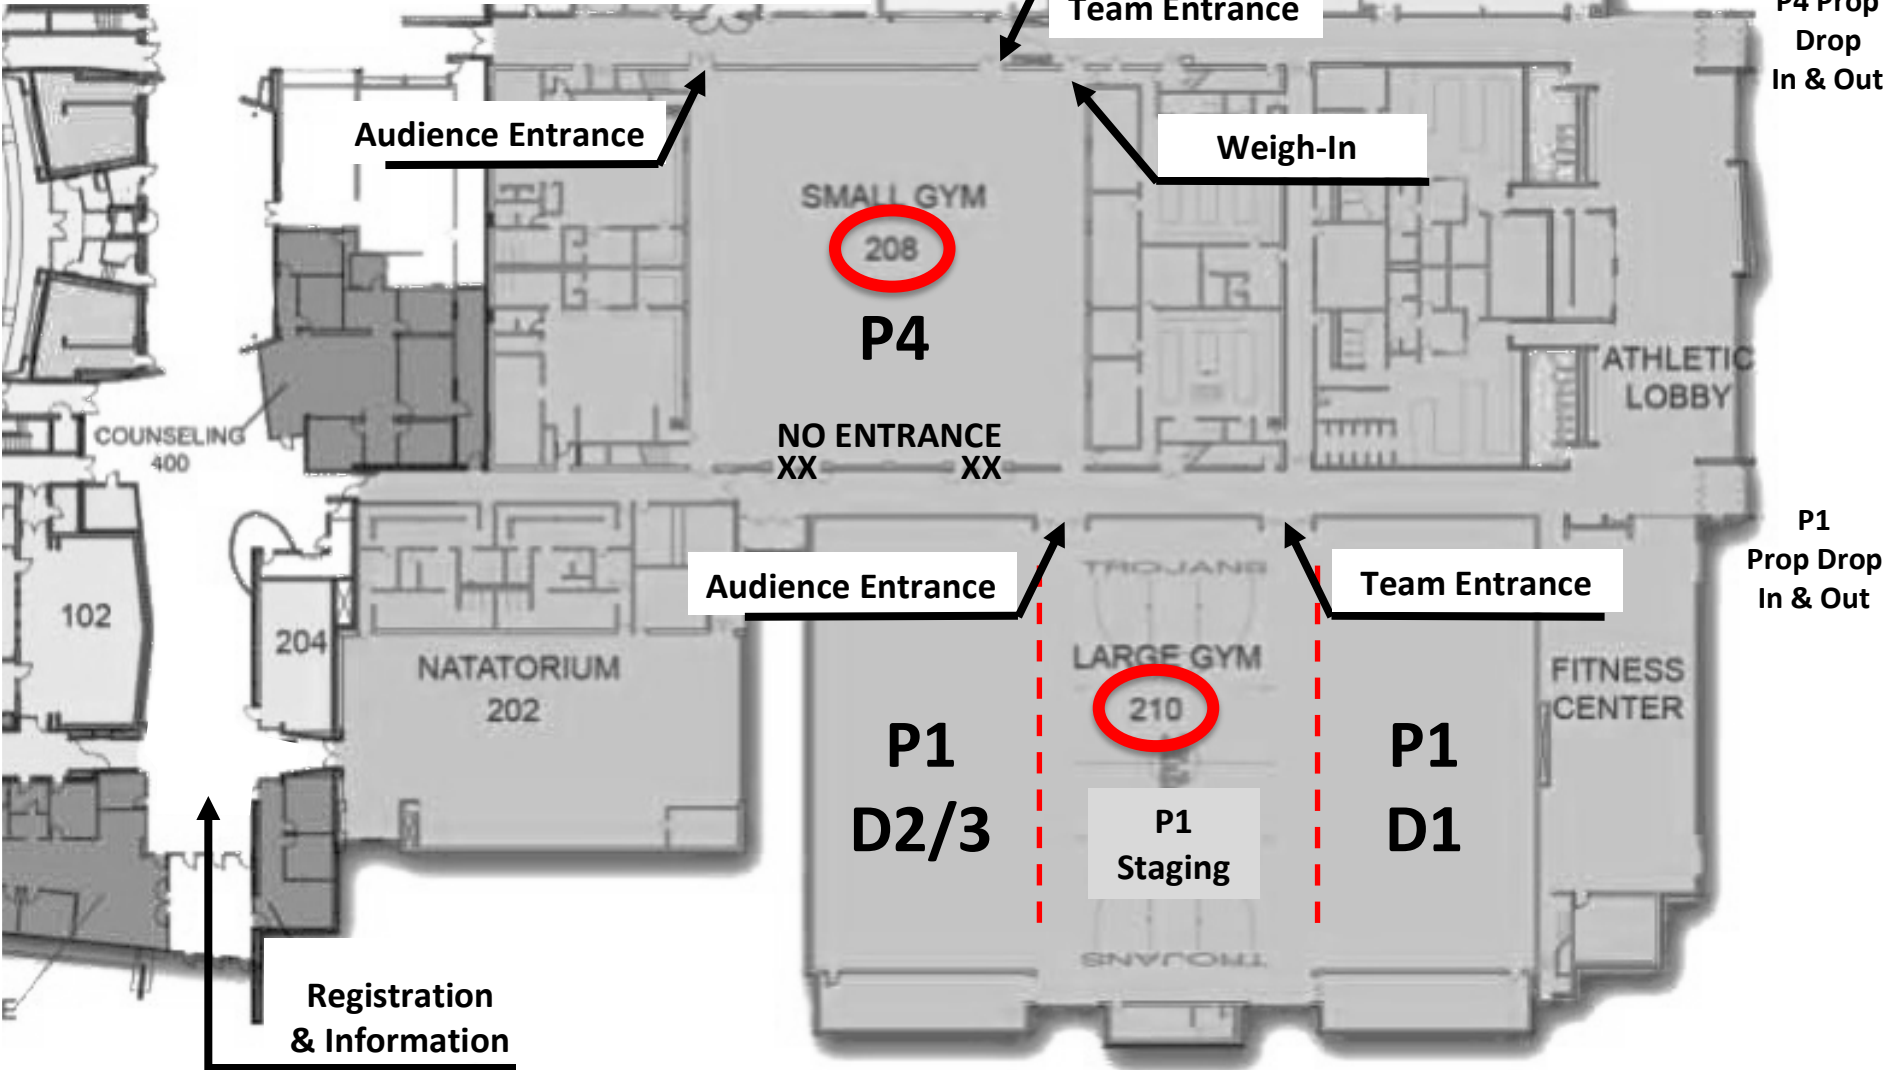 Team Entrance
P4 Prop
Drop
In & Out
Audience Entrance
Weigh-In
SMALL GYM
208
P4
ATHLETIC
LOBBY
COUNSELING
400
NO ENTRANCE
XX XX
P1
Prop Drop
In & Out
Audience Entrance
TROJANS
Team Entrance
102
204
NATATORIUM
202
LARGE GYM
210
FITNESS
CENTER
P1
D2/3
P1
Staging
P1
D1
TROJANS
Registration
& Information
E